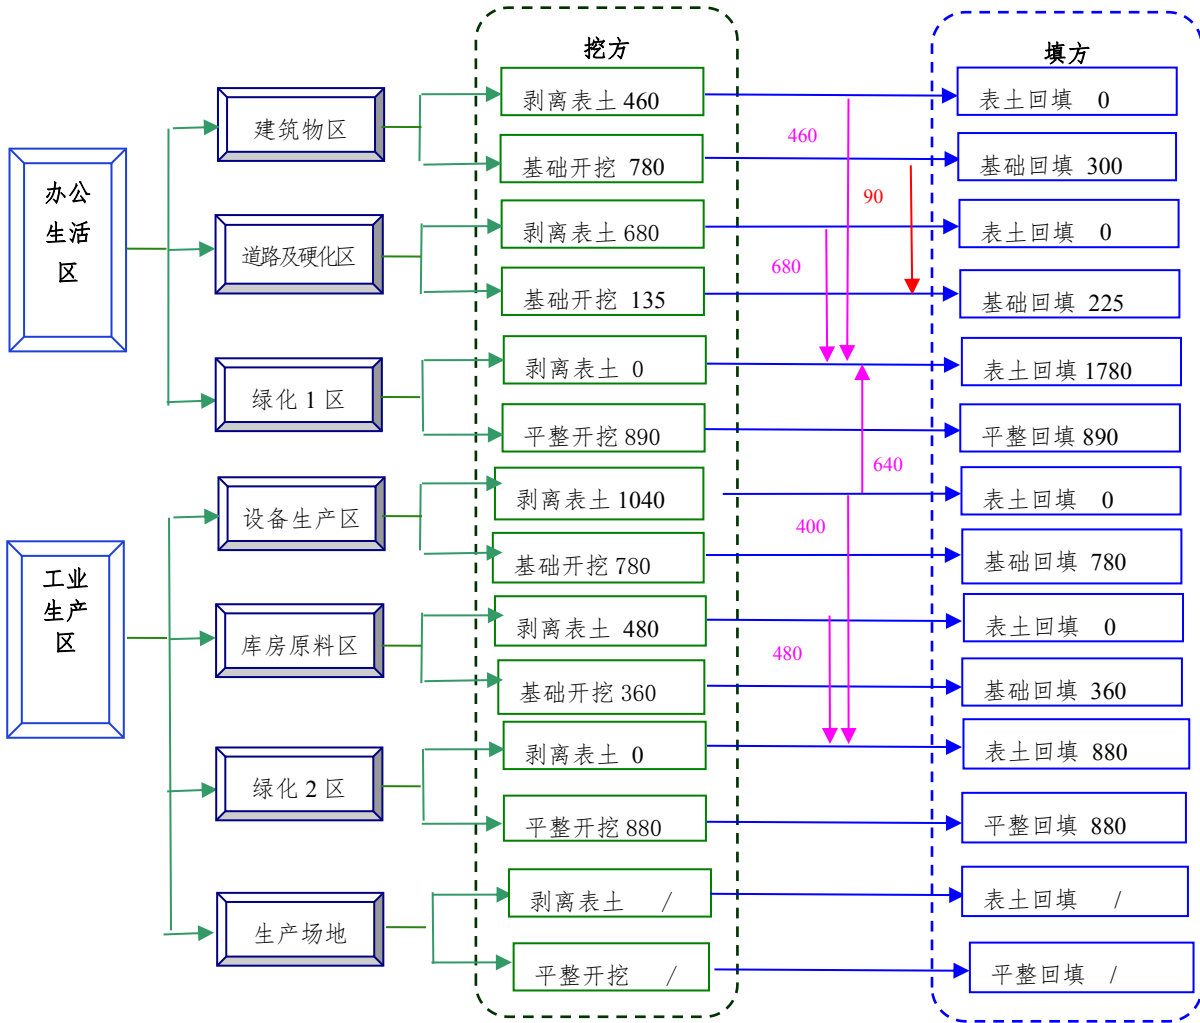 挖方
填方
办公
生活
区
建筑物区
剥离表土 460
460
表土回填 0
基础开挖 780
基础回填 300
90
道路及硬化区
剥离表土 680
680
表土回填 0
基础开挖 135
基础回填 225
绿化 1 区
剥离表土 0
表土回填 1780
平整开挖 890
平整回填 890
640
工业
生产
区
设备生产区
剥离表土 1040
400
表土回填 0
基础开挖 780
基础回填 780
库房原料区
剥离表土 480
480
表土回填 0
基础开挖 360
基础回填 360
绿化 2 区
剥离表土 0
表土回填 880
平整开挖 880
平整回填 880
生产场地
剥离表土 /
表土回填 /
平整开挖 /
平整回填 /